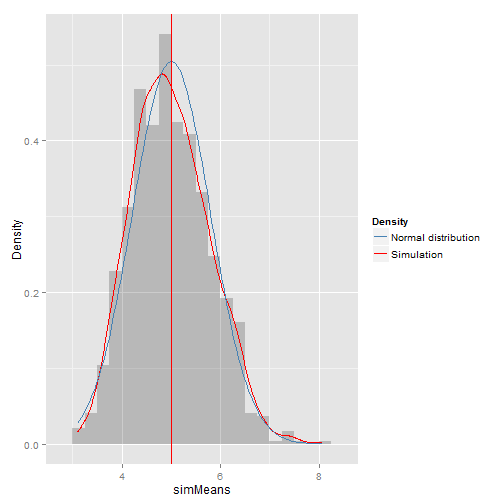 0.4
0.2
0.0
Density
4 6 8
simMeans
Density
Normal distribution
Simulation